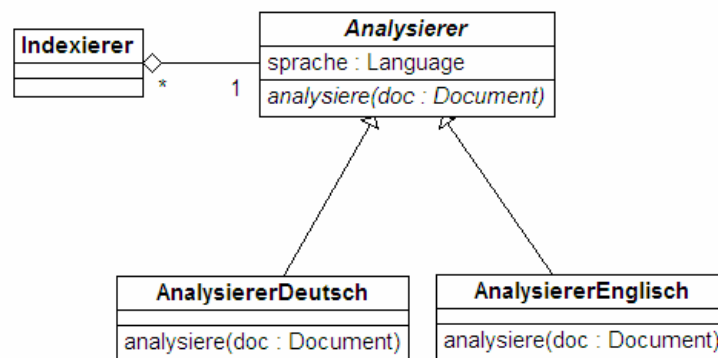 Indexierer
Analysierer
sprache : Language
analysiere(doc : Document)
* 1
AnalysiererDeutsch
analysiere(doc : Document)
AnalysiererEnglisch
analysiere(doc : Document)